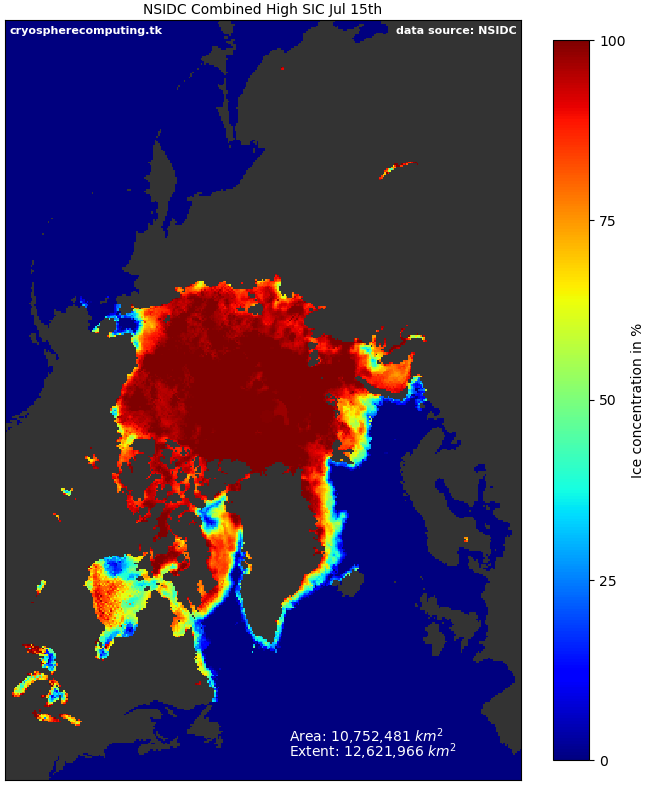 NSIDC Combined High SIC Jul 15th
cryospherecomputing.tk
data source: NSIDC
100
75
50
25
0
Ice concentration in %
Area: 10,752,481 km²
Extent: 12,621,966 km²